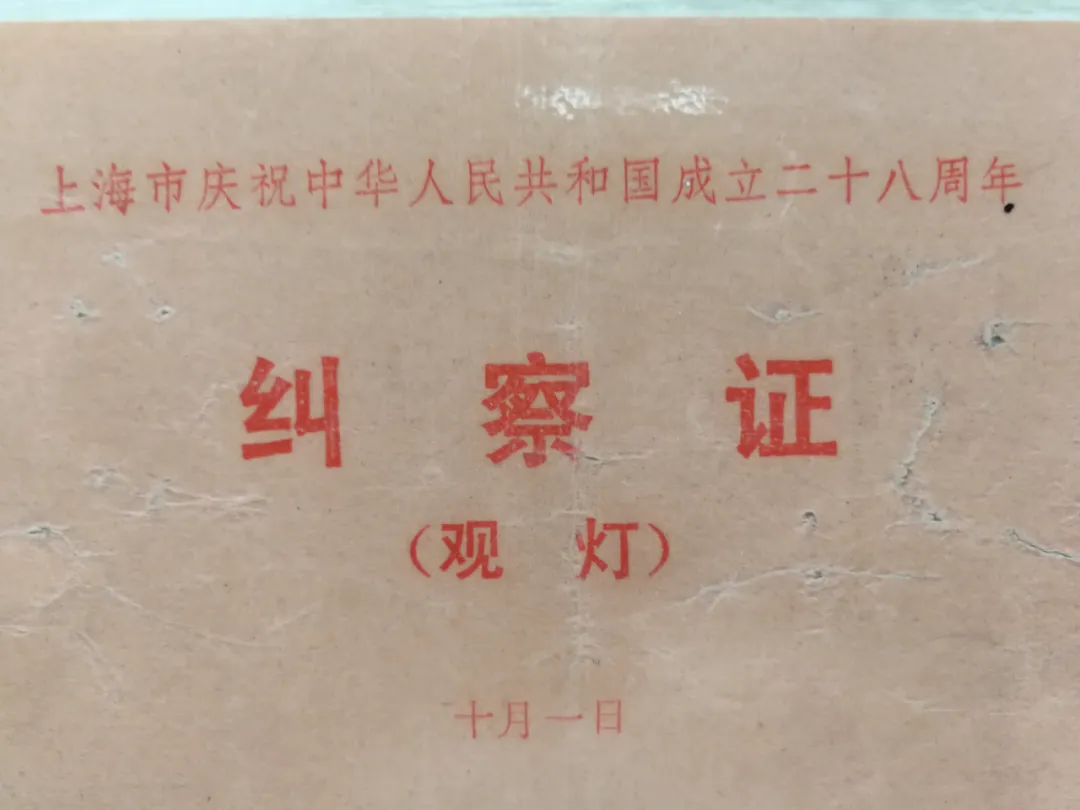 上海市庆祝中华人民共和国成立二十八周年
纠察证
（观灯）
十月一日